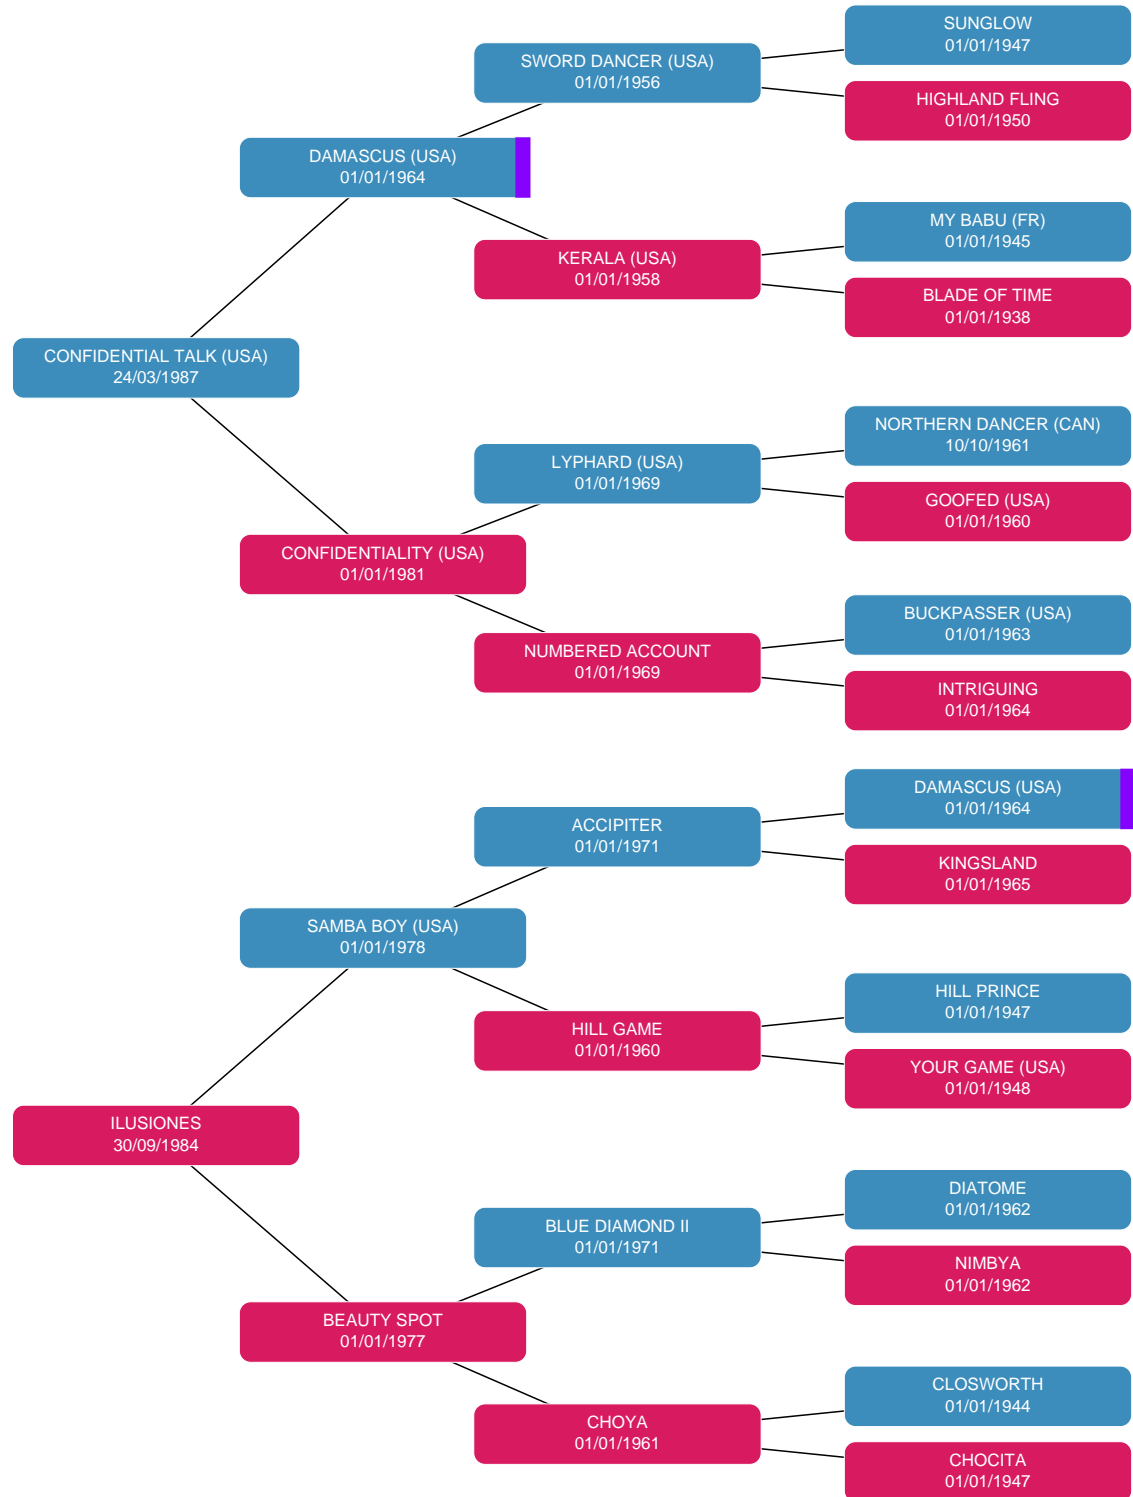 SUNGLOW
01/01/1947
SWORD DANCER (USA)
01/01/1956
HIGHLAND FLING
01/01/1950
DAMASCUS (USA)
01/01/1964
MY BABU (FR)
01/01/1945
KERALA (USA)
01/01/1958
BLADE OF TIME
01/01/1938
CONFIDENTIAL TALK (USA)
24/03/1987
NORTHERN DANCER (CAN)
10/10/1961
LYPHARD (USA)
01/01/1969
GOOFED (USA)
01/01/1960
CONFIDENTIALITY (USA)
01/01/1981
BUCKPASSER (USA)
01/01/1963
NUMBERED ACCOUNT
01/01/1969
INTRIGUING
01/01/1964
DAMASCUS (USA)
01/01/1964
ACCIPITER
01/01/1971
KINGSLAND
01/01/1965
SAMBA BOY (USA)
01/01/1978
HILL PRINCE
01/01/1947
HILL GAME
01/01/1960
YOUR GAME (USA)
01/01/1948
ILUSIONES
30/09/1984
DIATOME
01/01/1962
BLUE DIAMOND II
01/01/1971
NIMBYA
01/01/1962
BEAUTY SPOT
01/01/1977
CLOSWORTH
01/01/1944
CHOYA
01/01/1961
CHOCITA
01/01/1947